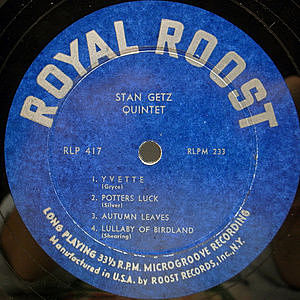 ROYAL ROOST
STAN GETZ
QUINTET
RLP 417
RLPM 233
1. YVETTE
(Gryce)
2. POTTERS LUCK
(Silver)
3. AUTUMN LEAVES
4. LULLABY OF BIRDLAND
(Shearing)
LONG PLAYING 33⅓ R.P.M. MICROGROOVE RECORDING
Manufactured in U.S.A. by ROOST RECORDS, Inc., N.Y.